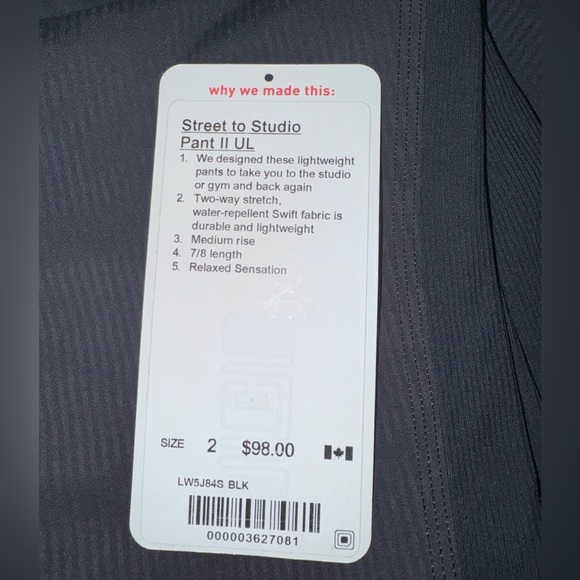 why we made this:
Street to Studio
Pant II UL
1. We designed these lightweight
pants to take you to the studio
or gym and back again
2. Two-way stretch,
water-repellent Swift fabric is
durable and lightweight
3. Medium rise
4. 7/8 length
5. Relaxed Sensation
SIZE 2 $98.00
LW5J84S BLK
000003627081